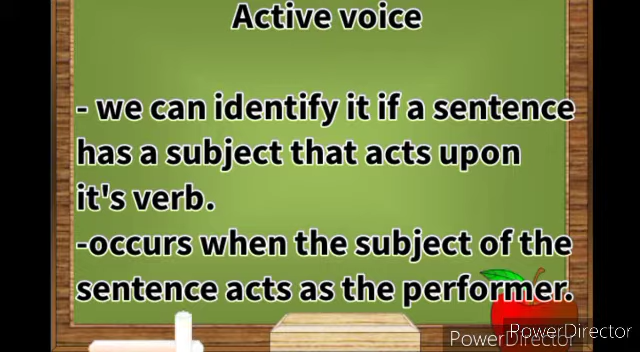 Active voice
- we can identify it if a sentence
has a subject that acts upon
it's verb.
-occurs when the subject of the
sentence acts as the performer.
PowerDirector
PowerDirector